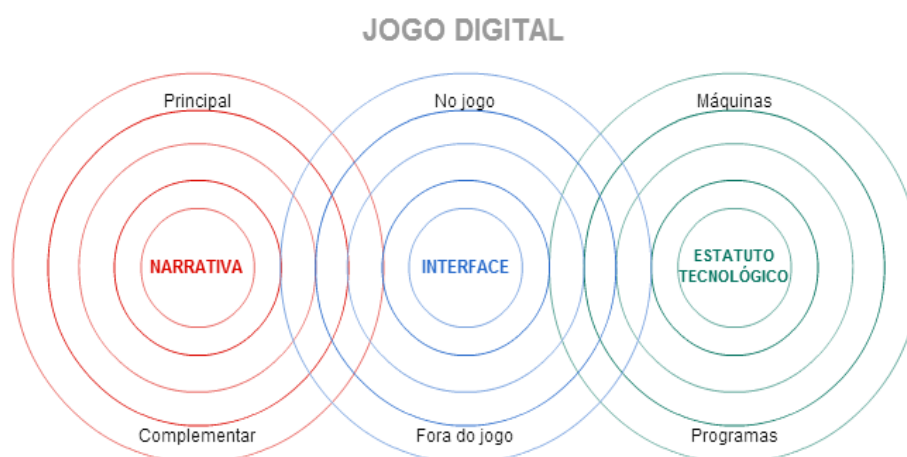 JOGO DIGITAL
Principal
No jogo
Máquinas
NARRATIVA
INTERFACE
ESTATUTO
TECNOLÓGICO
Complementar
Fora do jogo
Programas